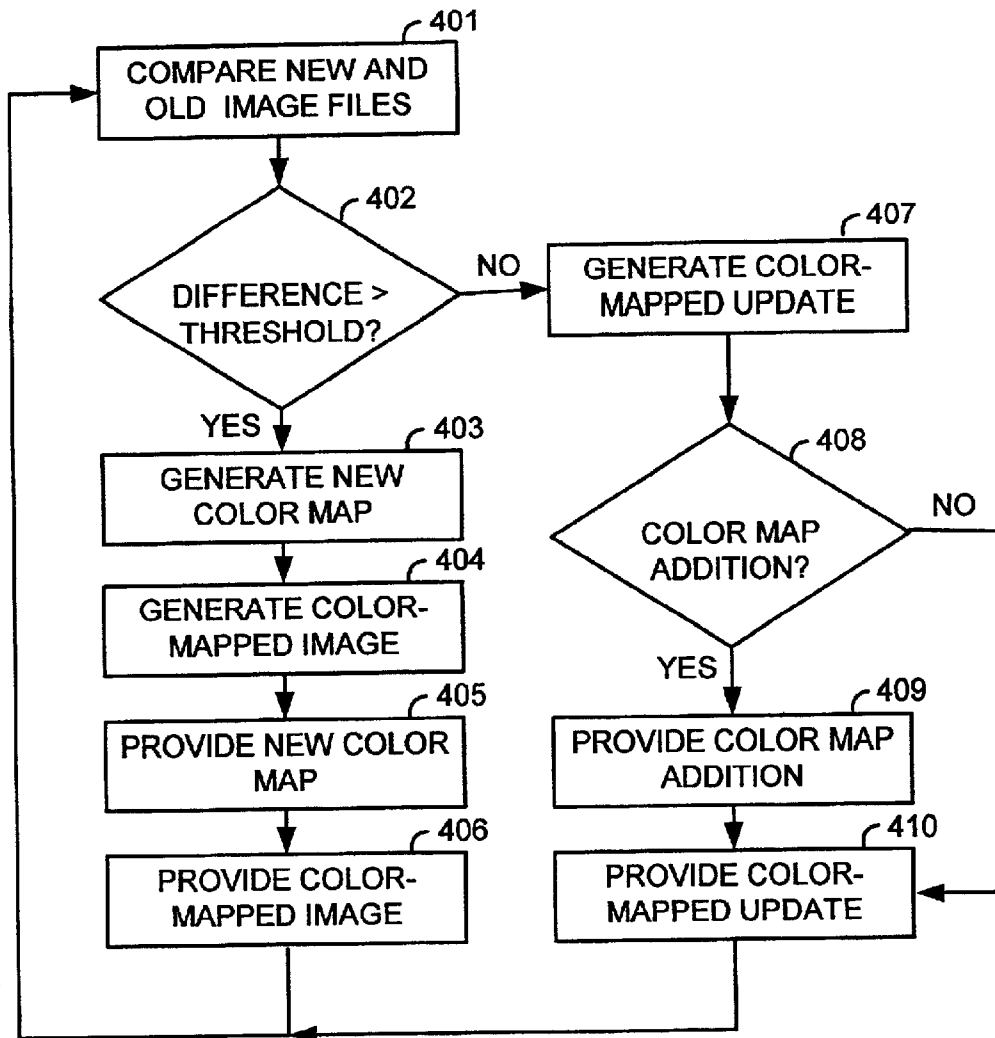 401
COMPARE NEW AND
OLD IMAGE FILES
402
DIFFERENCE >
THRESHOLD?
NO
YES
403
GENERATE NEW
COLOR MAP
404
GENERATE COLOR-
MAPPED IMAGE
405
PROVIDE NEW COLOR
MAP
406
PROVIDE COLOR-
MAPPED IMAGE
407
GENERATE COLOR-
MAPPED UPDATE
408
COLOR MAP
ADDITION?
NO
YES
409
PROVIDE COLOR MAP
ADDITION
410
PROVIDE COLOR-
MAPPED UPDATE